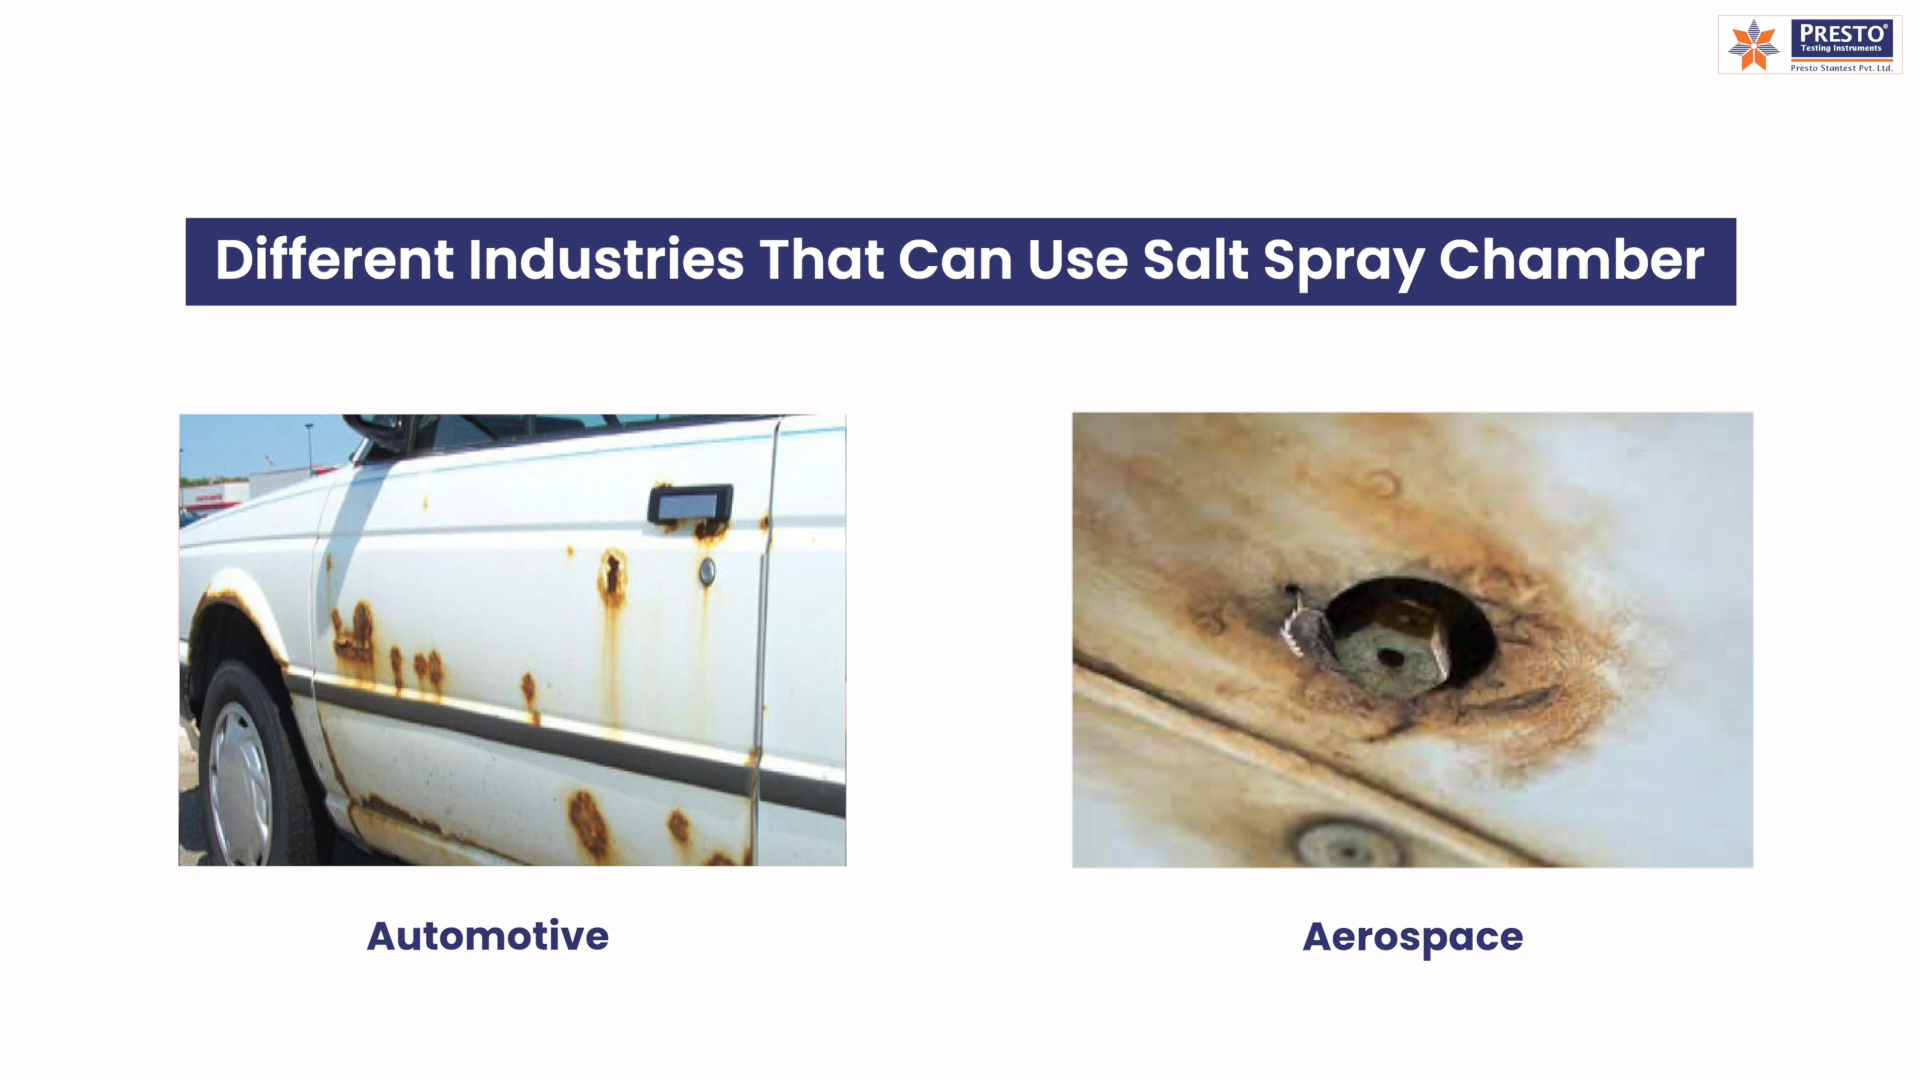 PRESTO®
Testing Instruments
Presto Stantest Pvt. Ltd.
Different Industries That Can Use Salt Spray Chamber
Automotive
Aerospace